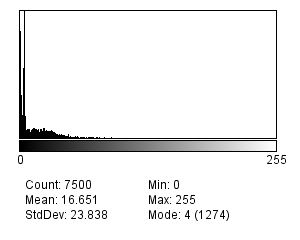 0 255
Count: 7500 Min: 0
Mean: 16.651 Max: 255
StdDev: 23.838 Mode: 4 (1274)